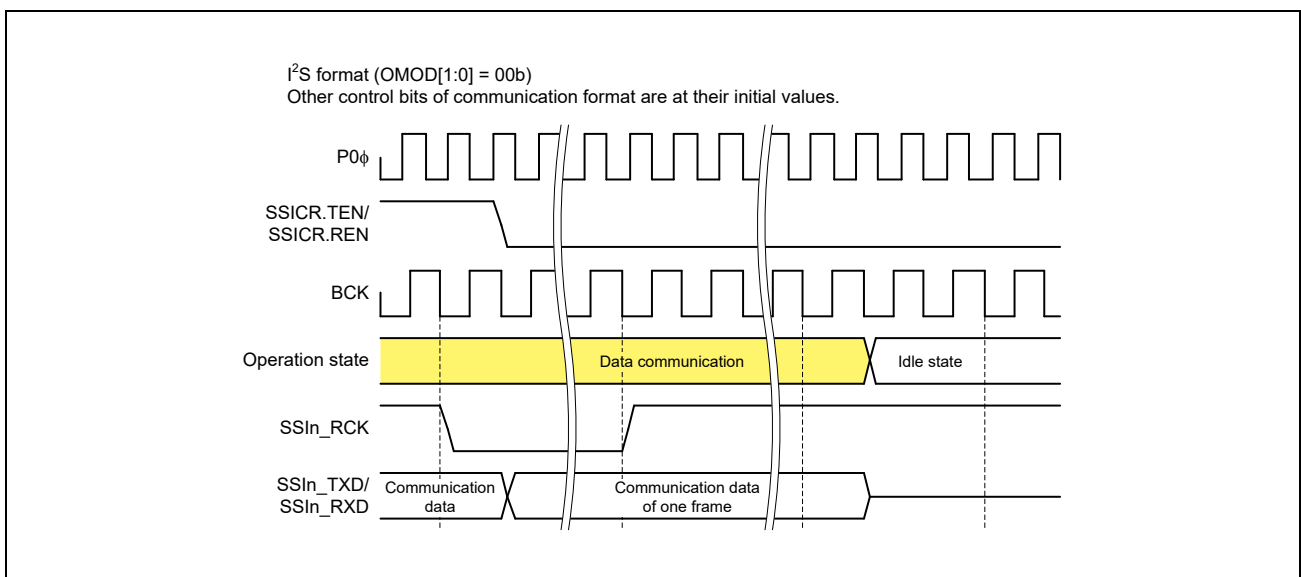 I²S format (OMOD[1:0] = 00b)
Other control bits of communication format are at their initial values.
P0ϕ
SSICR.TEN/
SSICR.REN
BCK
Operation state
Data communication
Idle state
SSIn_RCK
SSIn_TXD/
SSIn_RXD
Communication
data
Communication data
of one frame